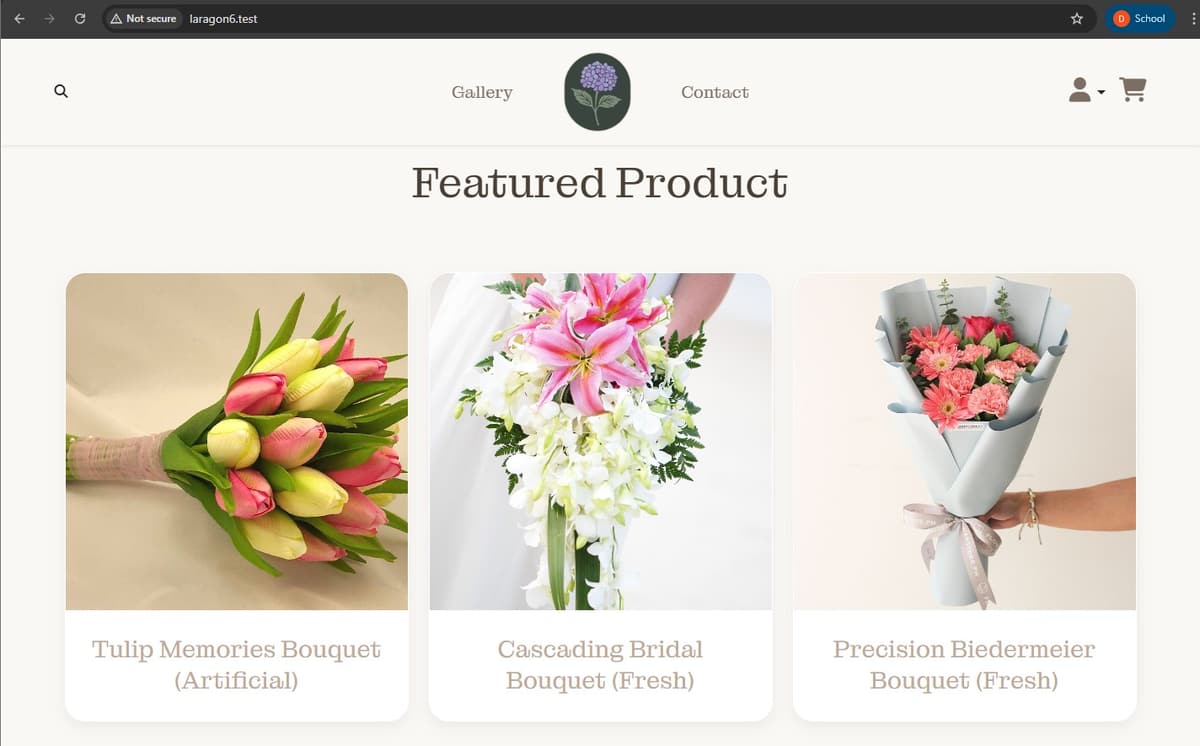 Not secure
laragon6.test
D
School
Gallery
Contact
Featured Product
Tulip Memories Bouquet
(Artificial)
Cascading Bridal
Bouquet (Fresh)
Precision Biedermeier
Bouquet (Fresh)